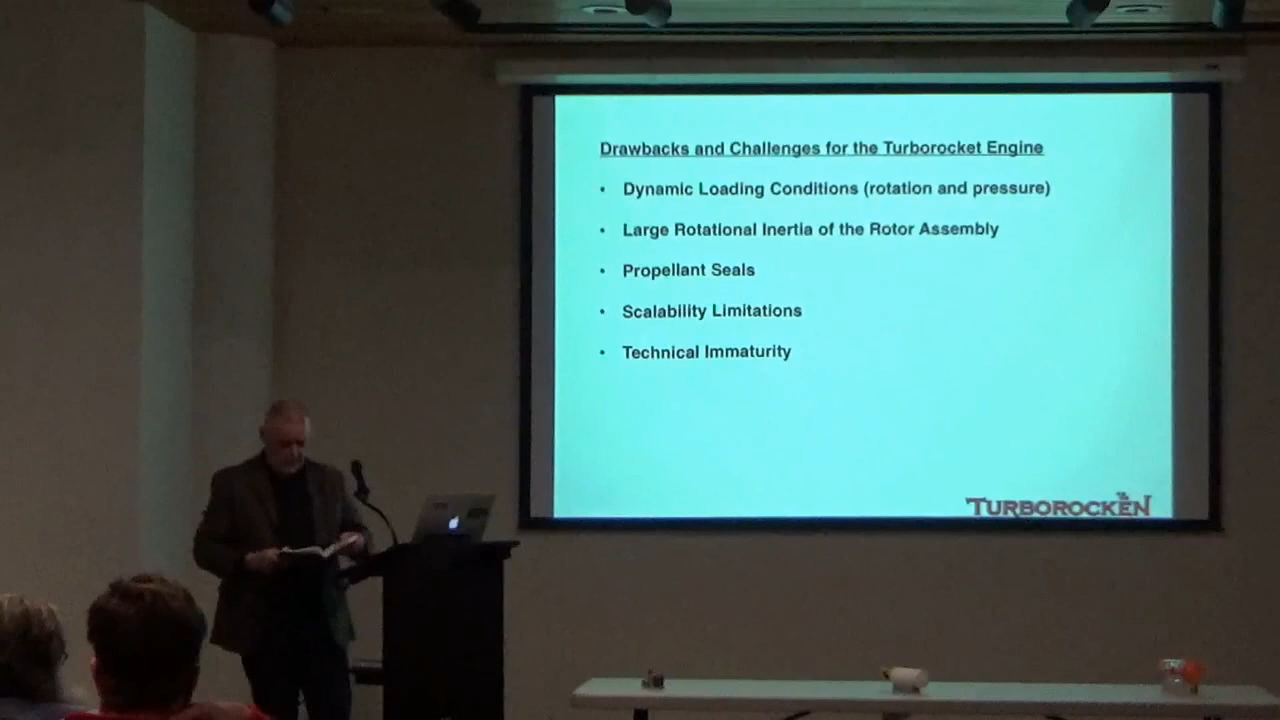 Drawbacks and Challenges for the Turborocket Engine
• Dynamic Loading Conditions (rotation and pressure)
• Large Rotational Inertia of the Rotor Assembly
• Propellant Seals
• Scalability Limitations
• Technical Immaturity
TURBOROCKEN